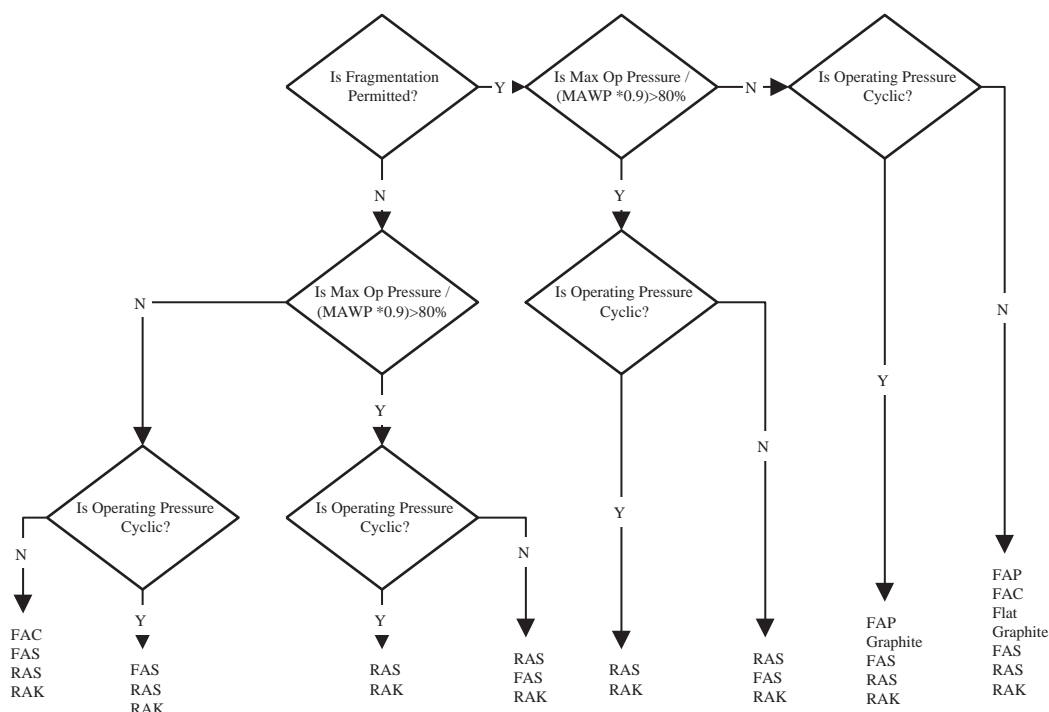 Is Fragmentation
Permitted?
Y
Is Max Op Pressure /
(MAWP *0.9)>80%
N
Is Operating Pressure
Cyclic?
N
Y
N
Is Max Op Pressure /
(MAWP *0.9)>80%
Is Operating Pressure
Cyclic?
N
N
Y
Y
N
Is Operating Pressure
Cyclic?
Is Operating Pressure
Cyclic?
Y
N
N
Y
Y
FAC
FAS
RAS
RAK
FAS
RAS
RAK
RAS
RAK
RAS
FAS
RAK
RAS
RAK
RAS
FAS
RAK
FAP
Graphite
FAS
RAS
RAK
FAP
FAC
Flat
Graphite
FAS
RAS
RAK